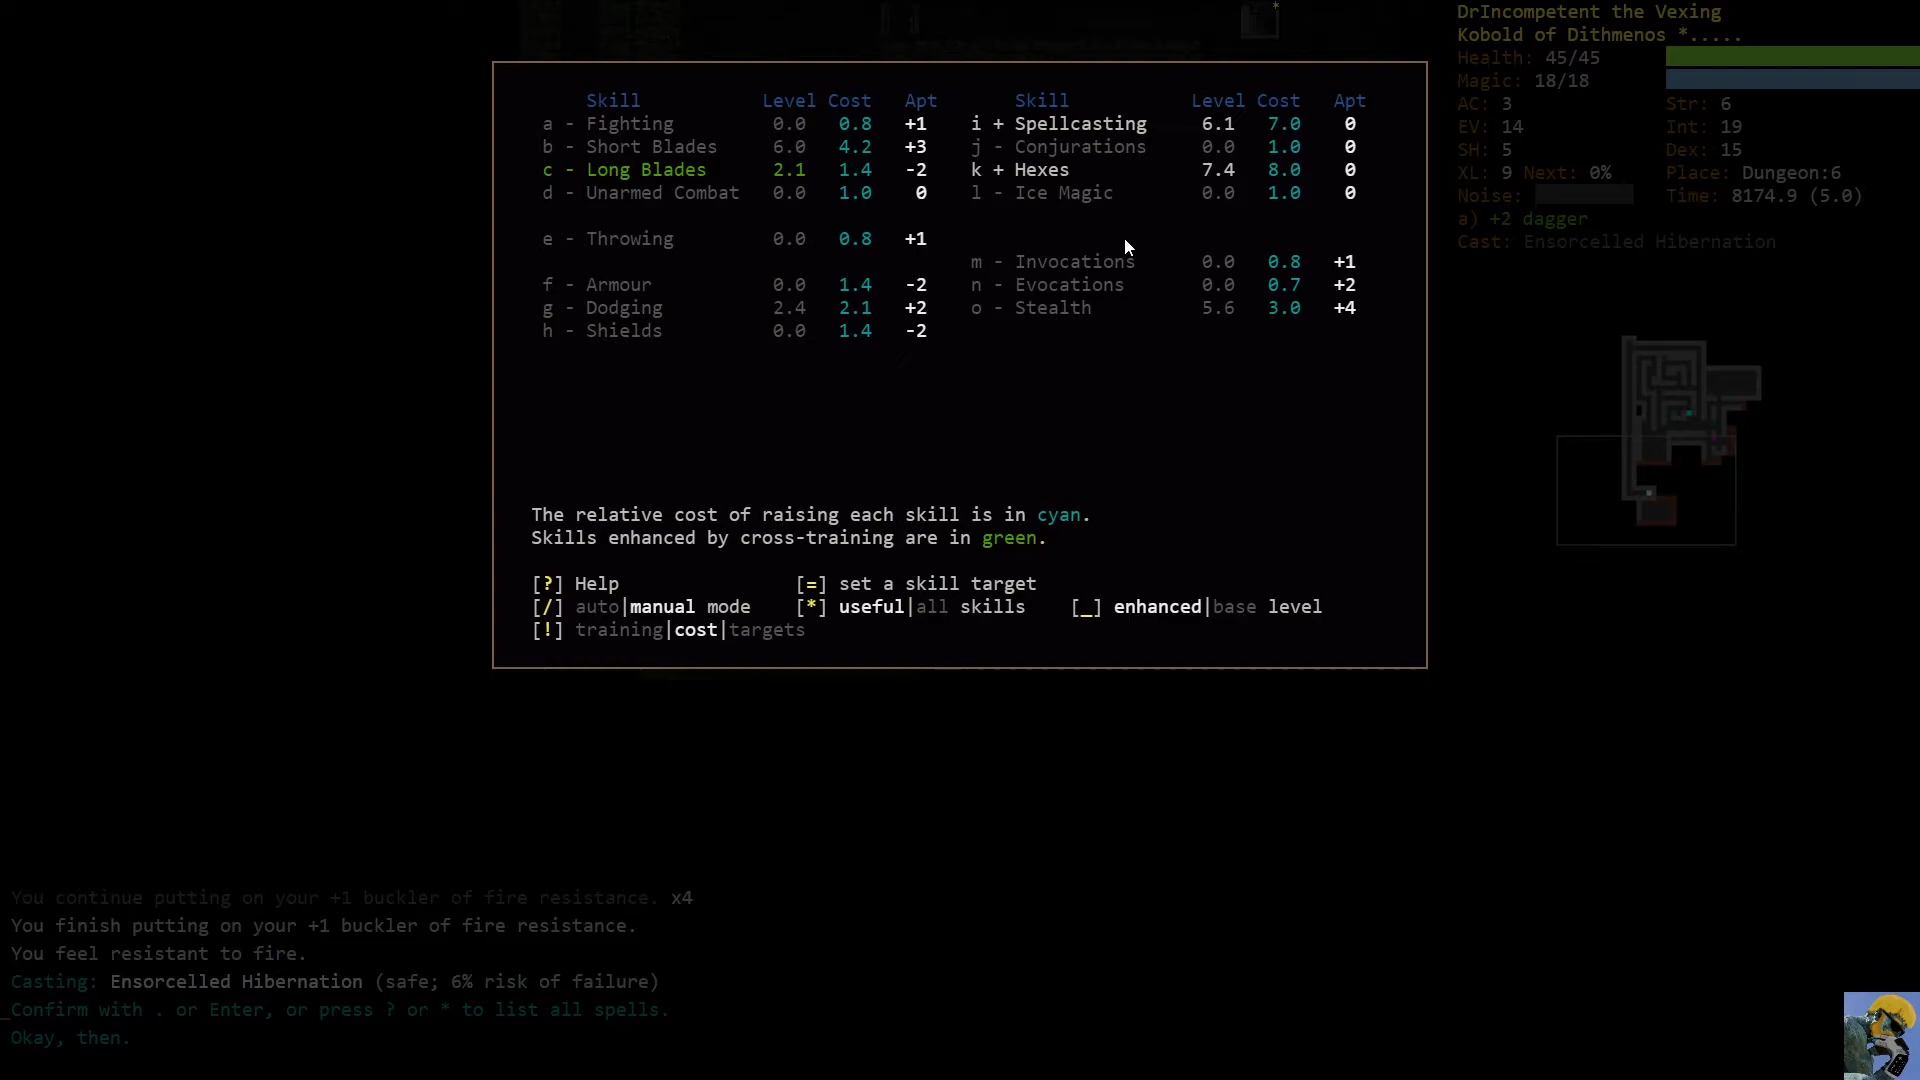 DrIncompetent the Vexing
Kobold of Dithmenos *.....
Health: 45/45
Magic: 18/18
AC: 3 Str: 6
EV: 14 Int: 19
SH: 5 Dex: 15
XL: 9 Next: 0% Place: Dungeon:6
Noise: Time: 8174.9 (5.0)
a) +2 dagger
Cast: Ensorcelled Hibernation
Skill Level Cost Apt Skill Level Cost Apt
a - Fighting 0.0 0.8 +1 i + Spellcasting 6.1 7.0 0
b - Short Blades 6.0 4.2 +3 j - Conjurations 0.0 1.0 0
c - Long Blades 2.1 1.4 -2 k + Hexes 7.4 8.0 0
d - Unarmed Combat 0.0 1.0 0 l - Ice Magic 0.0 1.0 0
e - Throwing 0.0 0.8 +1
m - Invocations 0.0 0.8 +1
f - Armour 0.0 1.4 -2 n - Evocations 0.0 0.7 +2
g - Dodging 2.4 2.1 +2 o - Stealth 5.6 3.0 +4
h - Shields 0.0 1.4 -2
The relative cost of raising each skill is in cyan.
Skills enhanced by cross-training are in green.
[?] Help [=] set a skill target
[/] auto|manual mode [*] useful|all skills [_] enhanced|base level
[!] training|cost|targets
You continue putting on your +1 buckler of fire resistance. x4
You finish putting on your +1 buckler of fire resistance.
You feel resistant to fire.
Casting: Ensorcelled Hibernation (safe; 6% risk of failure)
_Confirm with . or Enter, or press ? or * to list all spells.
Okay, then.